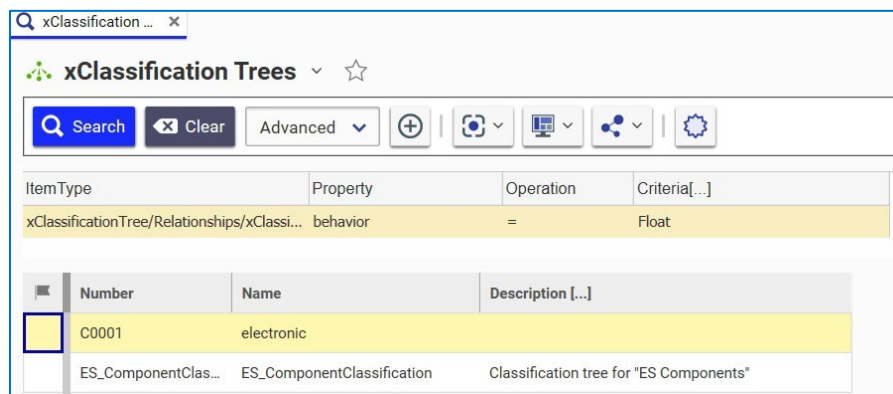 xClassification ...
xClassification Trees
Search Clear Advanced
ItemType Property Operation Criteria[...]
xClassificationTree/Relationships/xClassi... behavior = Float
Number Name Description [...]
C0001 electronic
ES_ComponentClas... ES_ComponentClassification Classification tree for "ES Components"